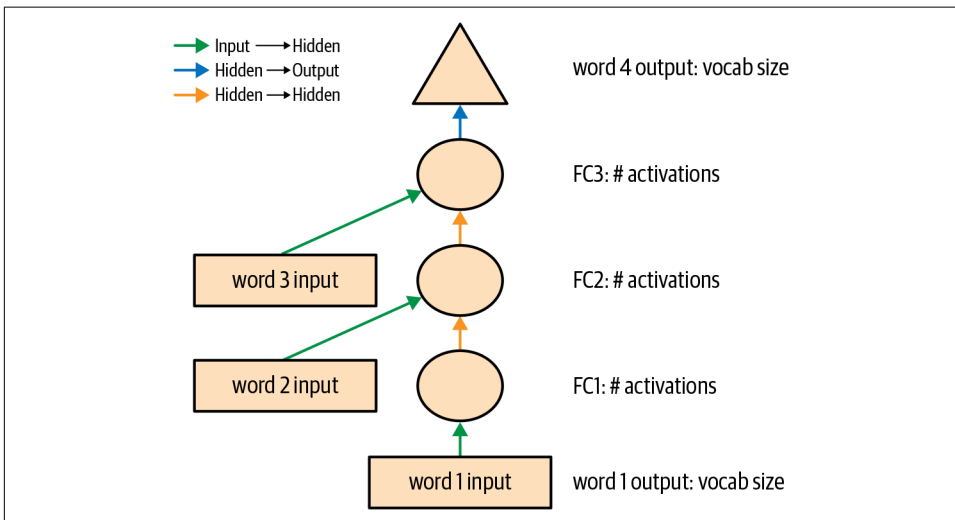 Input → Hidden
Hidden → Output
Hidden → Hidden
word 4 output: vocab size
FC3: # activations
word 3 input
FC2: # activations
word 2 input
FC1: # activations
word 1 input
word 1 output: vocab size